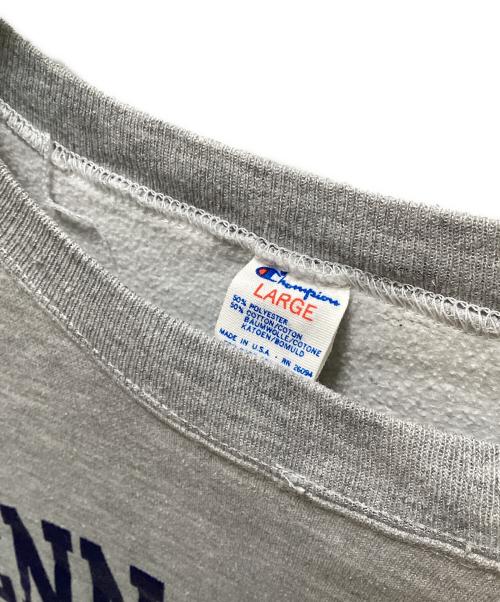 Champion
LARGE
50% POLYESTER
50% COTTON/COTON
BAUMWOLLE/COTONE
KATOEN/BOMULD
MADE IN U.S.A. - RN 26094
ENN